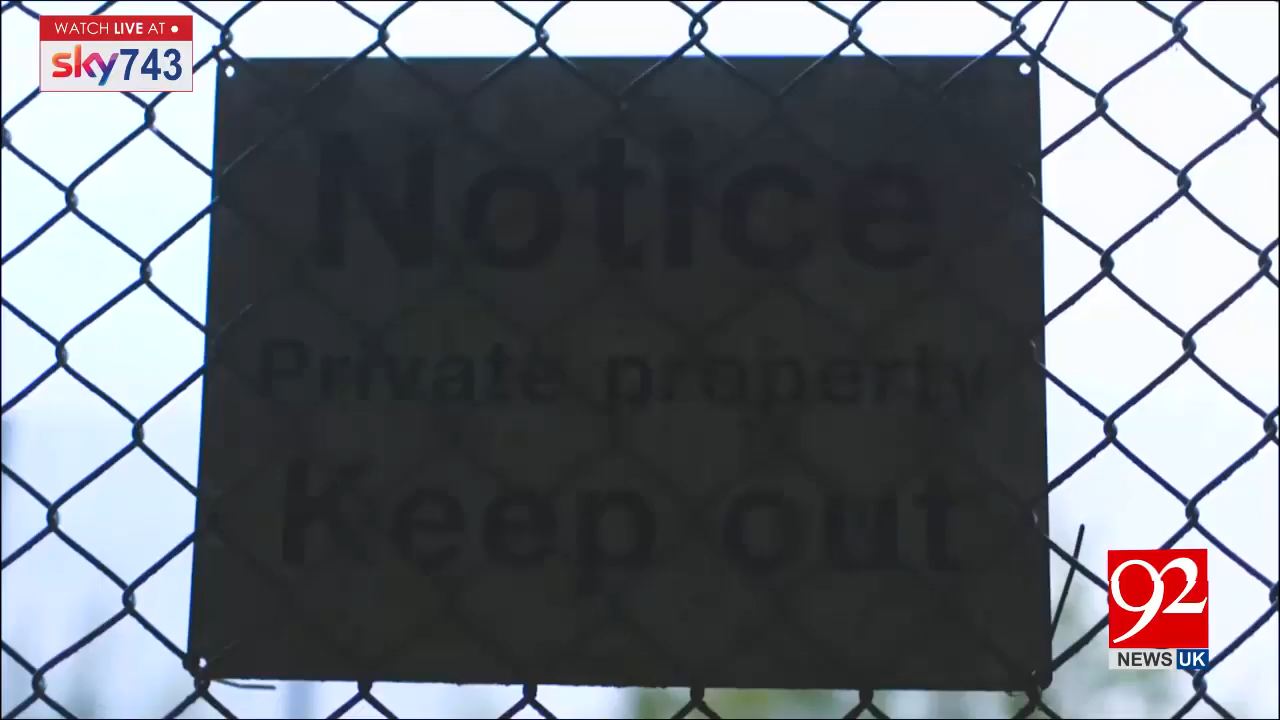 WATCH LIVE AT
sky743
Notice
Private property
Keep out
92
NEWS UK